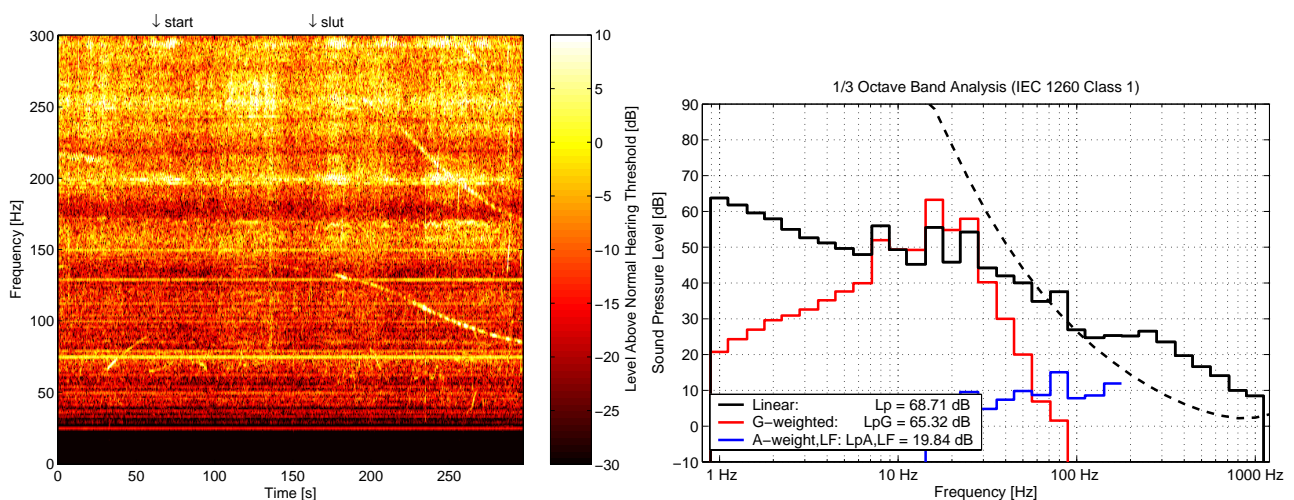 ↓ start
↓ slut
300
250
200
150
100
50
0
Frequency [Hz]
0
50
100
150
200
250
Time [s]
10
5
0
−5
−10
−15
−20
−25
−30
Level Above Normal Hearing Threshold [dB]
1/3 Octave Band Analysis (IEC 1260 Class 1)
90
80
70
60
50
40
30
20
10
0
−10
Sound Pressure Level [dB]
Linear: Lp = 68.71 dB
G-weighted: LpG = 65.32 dB
A-weight,LF: LpA,LF = 19.84 dB
1 Hz
10 Hz
100 Hz
1000 Hz
Frequency [Hz]